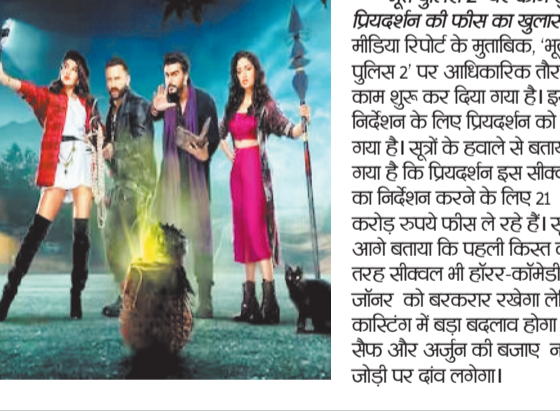 प्रियदर्शन की फीस का
मीडिया रिपोर्ट के मुताबिक,
पुलिस 2' पर आधिकारिक तौर
काम शुरू कर दिया गया है।
निर्देशन के लिए प्रियदर्शन को
गया है। सूत्रों के हवाले से
गया है कि प्रियदर्शन इस
का निर्देशन करने के लिए 21
करोड़ रुपये फीस ले रहे हैं।
आगे बताया कि पहली किस्त
तरह सीक्वल भी हॉरर-कॉमेडी
जॉनर को बरकरार रखेगा
कास्टिंग में बड़ा बदलाव होगा
सैफ और अर्जुन की बजाए
जोड़ी पर दांव लगेगा।